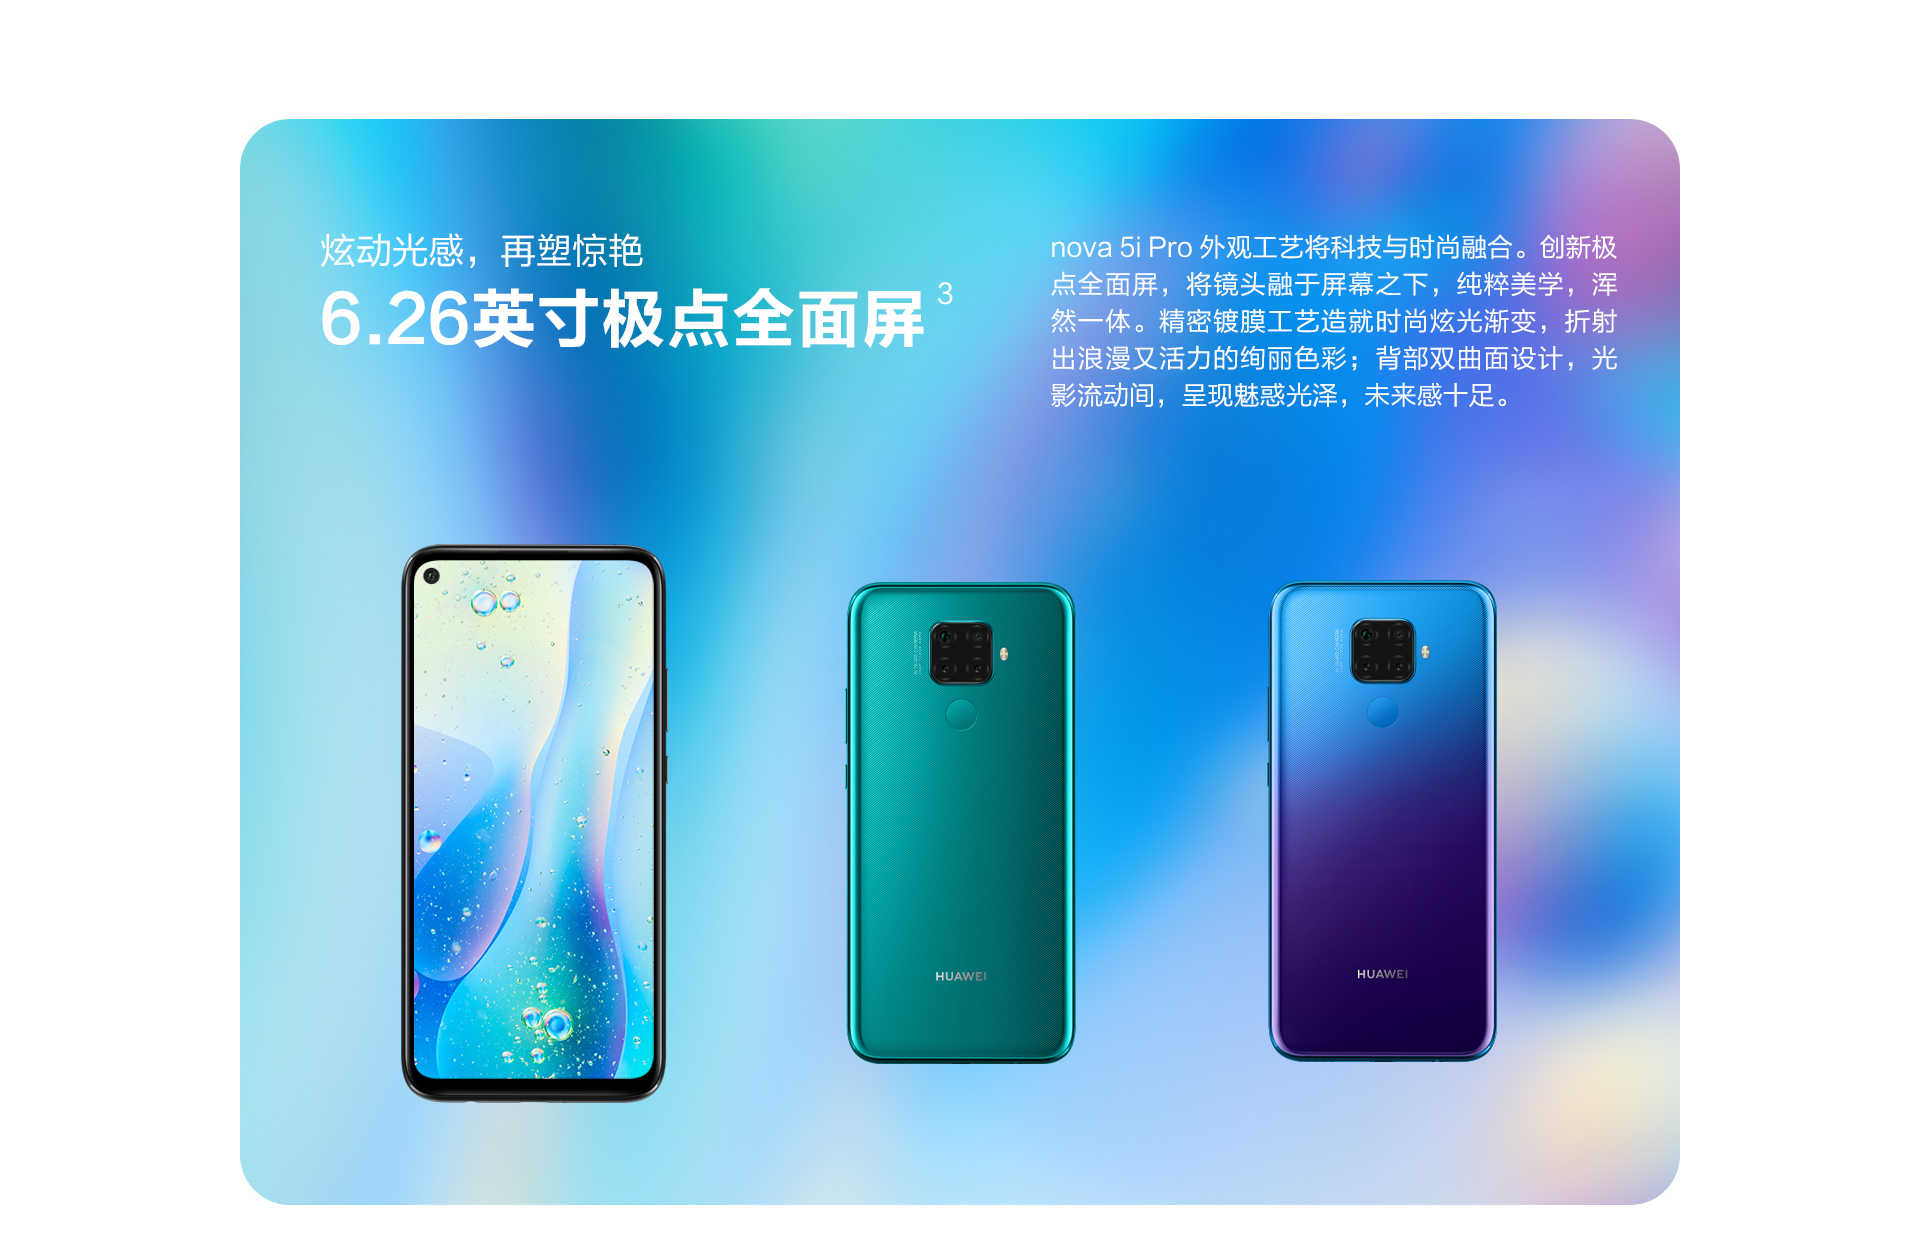 炫动光感，再塑惊艳
6.26英寸极点全面屏 3
nova 5i Pro 外观工艺将科技与时尚融合。创新极
点全面屏，将镜头融于屏幕之下，纯粹美学，浑
然一体。精密镀膜工艺造就时尚炫光渐变，折射
出浪漫又活力的绚丽色彩；背部双曲面设计，光
影流动间，呈现魅惑光泽，未来感十足。
HUAWEI
HUAWEI